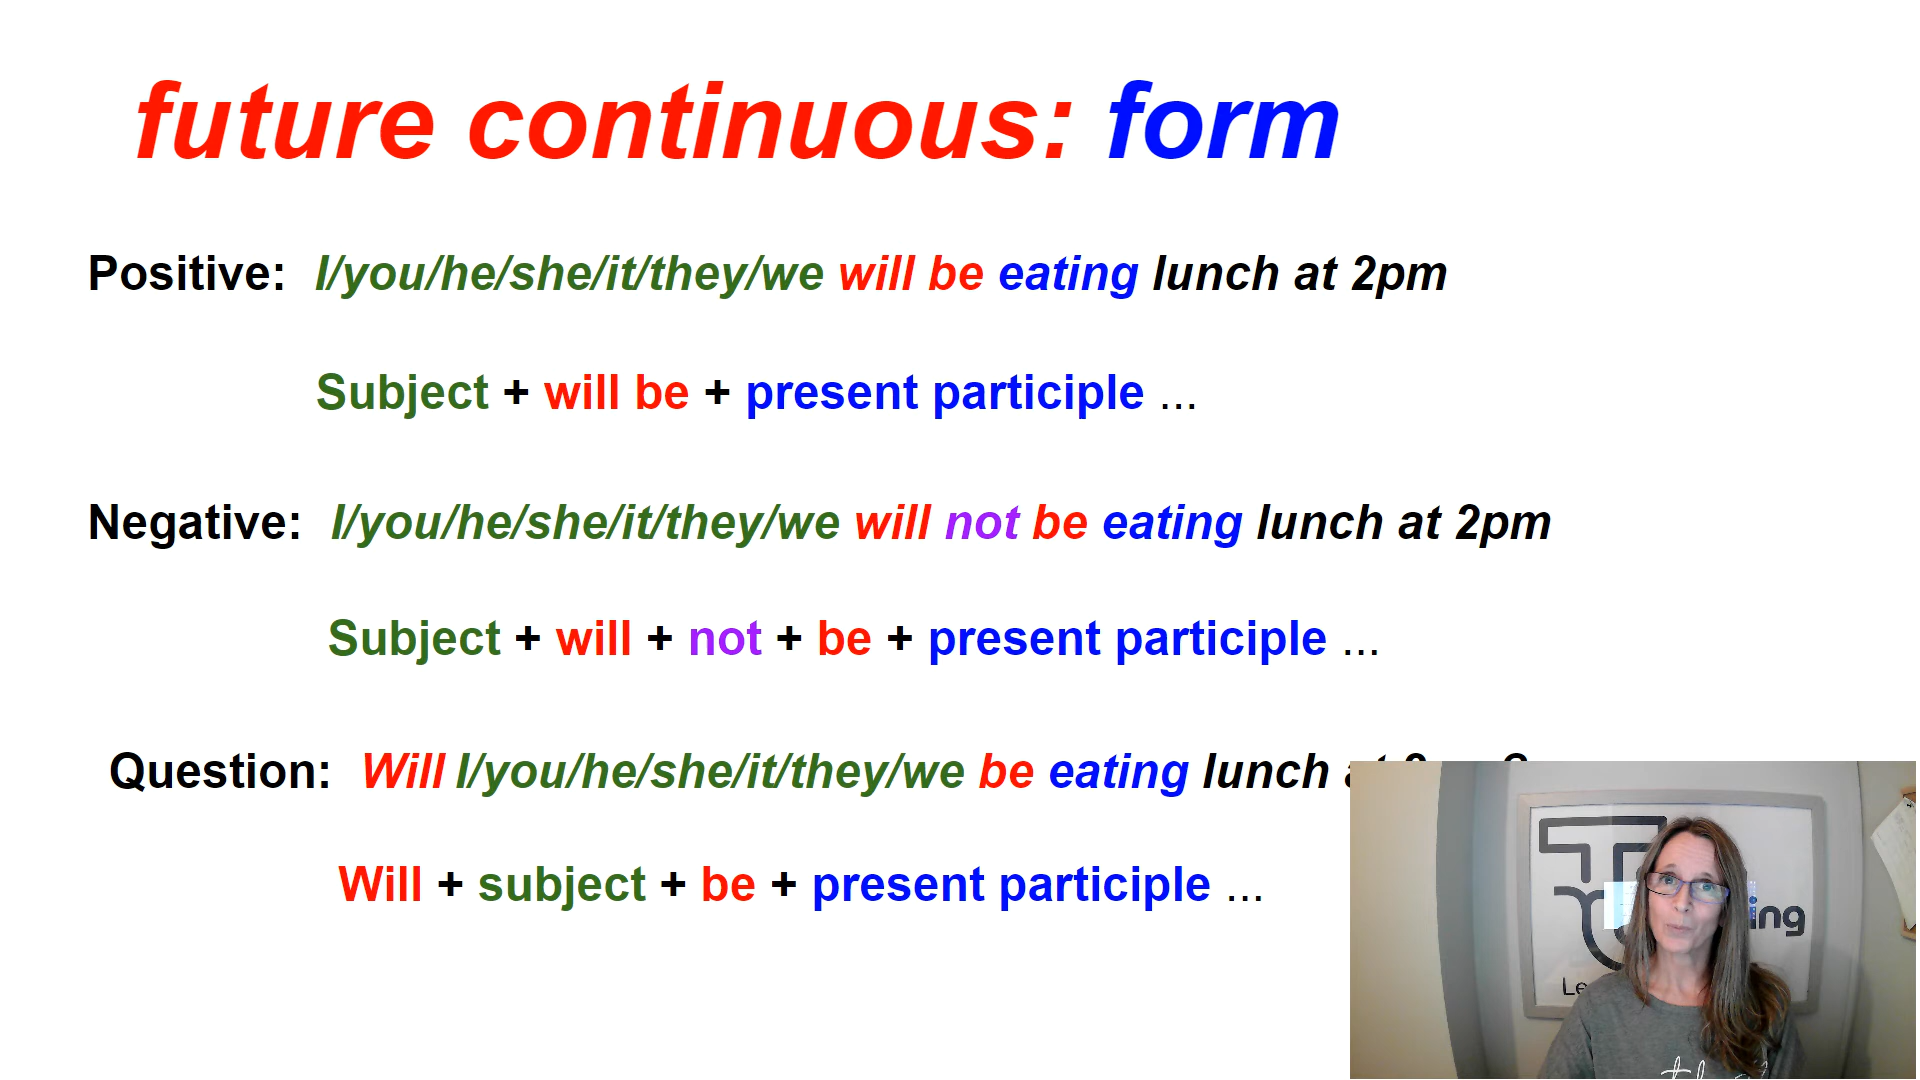 future continuous: form
Positive: I/you/he/she/it/they/we will be eating lunch at 2pm
Subject + will be + present participle ...
Negative: I/you/he/she/it/they/we will not be eating lunch at 2pm
Subject + will + not + be + present participle ...
Question: Will I/you/he/she/it/they/we be eating lunch
Will + subject + be + present participle ...